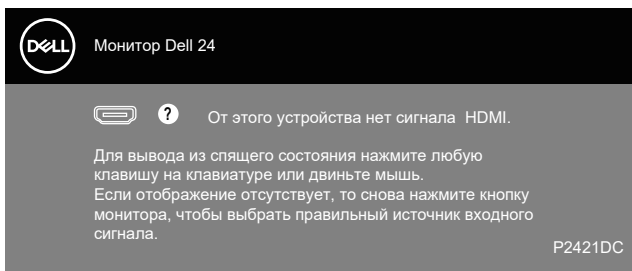 DELL
Монитор Dell 24
?
От этого устройства нет сигнала HDMI.
Для вывода из спящего состояния нажмите любую
клавишу на клавиатуре или двиньте мышь.
Если отображение отсутствует, то снова нажмите кнопку
монитора, чтобы выбрать правильный источник входного
сигнала.
P2421DC